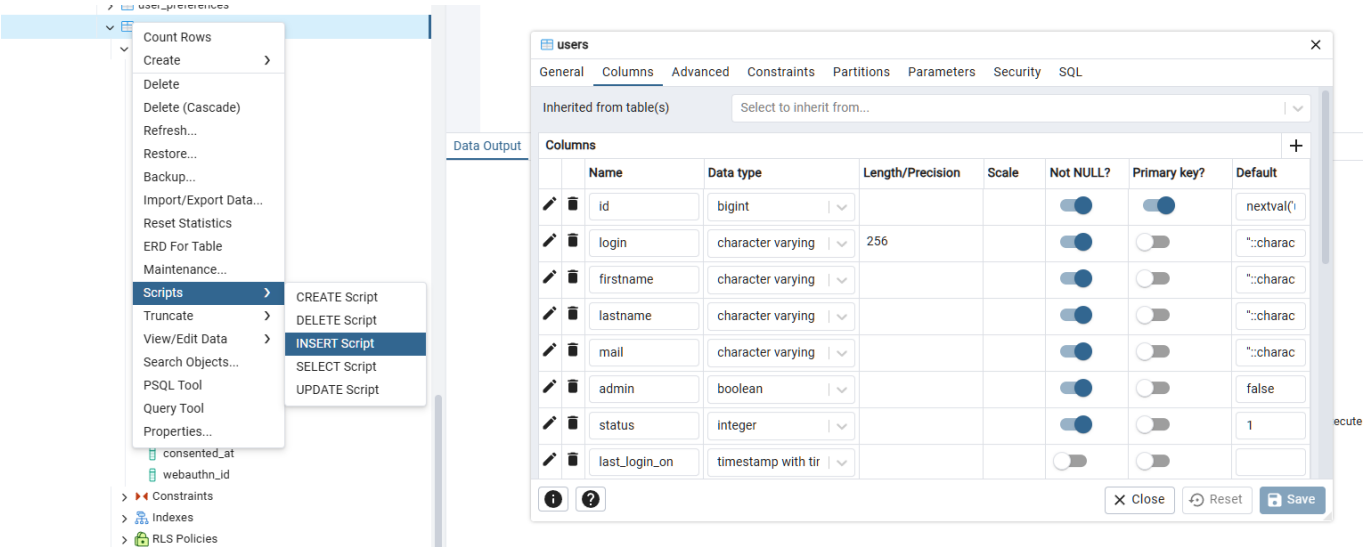 user_preferences
Count Rows
Create
Delete
Delete (Cascade)
Refresh...
Restore...
Backup...
Import/Export Data...
Reset Statistics
ERD For Table
Maintenance...
Scripts
Truncate
View/Edit Data
Search Objects...
PSQL Tool
Query Tool
Properties...
CREATE Script
DELETE Script
INSERT Script
SELECT Script
UPDATE Script
consented_at
webauthn_id
Constraints
Indexes
RLS Policies
Data Output
users
General Columns Advanced Constraints Partitions Parameters Security SQL
Inherited from table(s) Select to inherit from...
Columns
Name Data type Length/Precision Scale Not NULL? Primary key? Default
id bigint nextval('
login character varying 256 ''::charac
firstname character varying ''::charac
lastname character varying ''::charac
mail character varying ''::charac
admin boolean false
status integer 1
last_login_on timestamp with tir
Close Reset Save
ecute